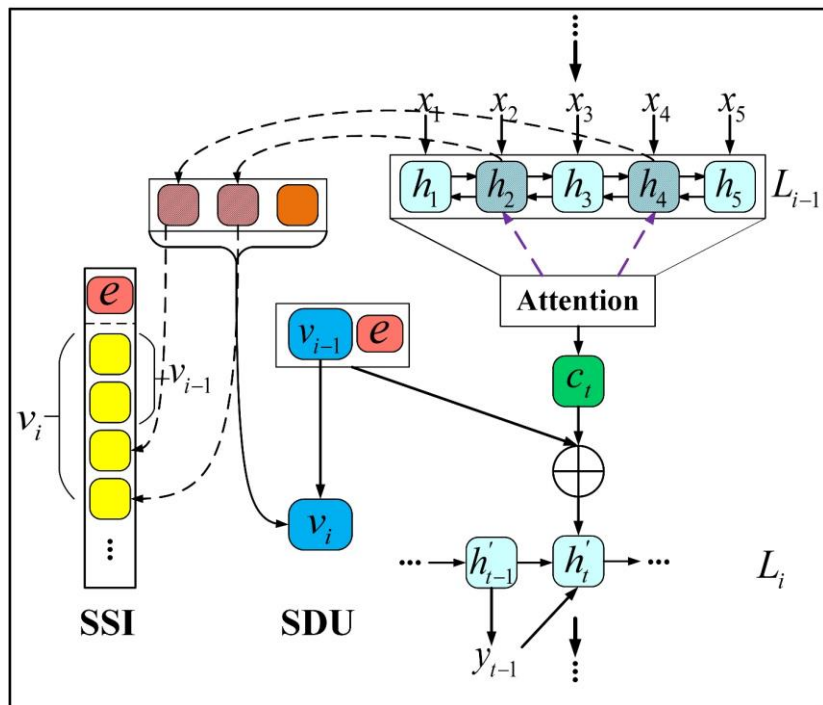 ⋮
x₁ x₂ x₃ x₄ x₅
h₁ h₂ h₃ h₄ h₅ Lᵢ₋₁
Attention
e
vᵢ₋₁ e
vᵢ₋₁
cₜ
vᵢ
vᵢ
... h'ₜ₋₁ h'ₜ ... Lᵢ
⋮
SSI SDU
yₜ₋₁
⋮